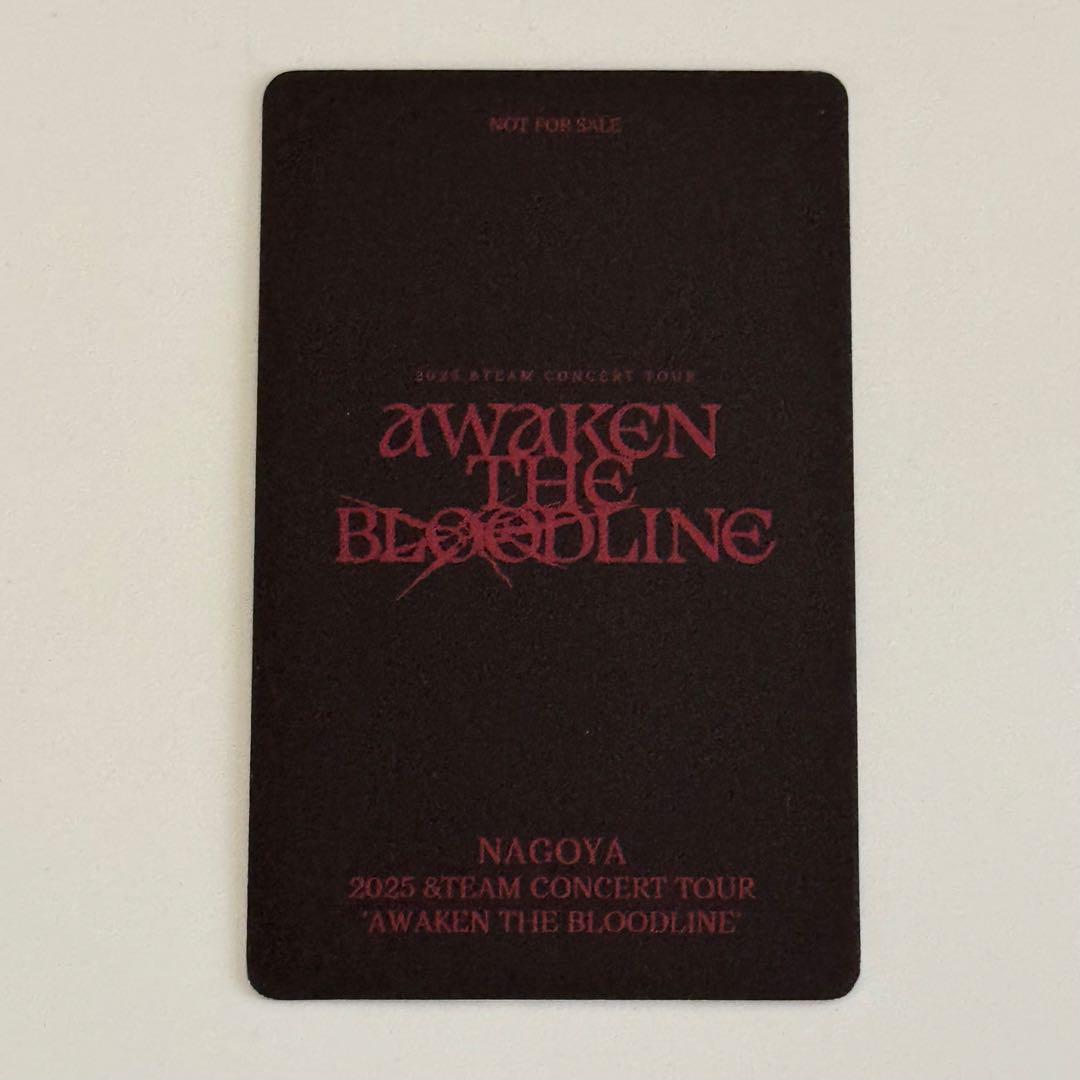 NOT FOR SALE
2025 &TEAM CONCERT TOUR
AWAKEN
THE
BLOODLINE
NAGOYA
2025 &TEAM CONCERT TOUR
'AWAKEN THE BLOODLINE'